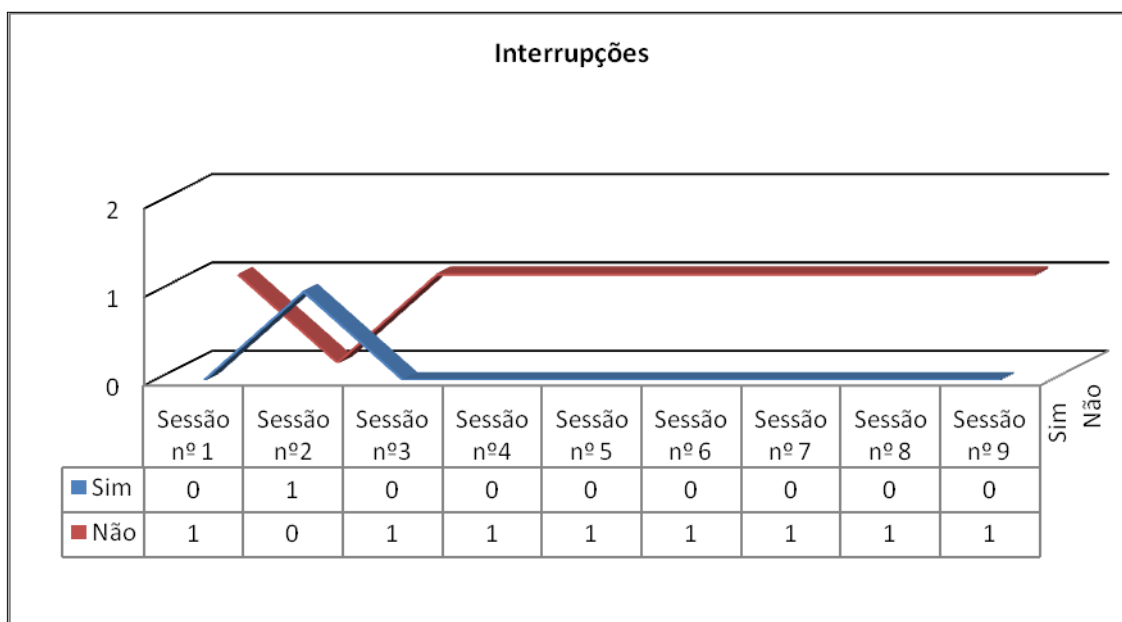 Interrupções
2
1
0
Sessão nº 1 Sessão nº2 Sessão nº3 Sessão nº4 Sessão nº 5 Sessão nº 6 Sessão nº 7 Sessão nº 8 Sessão nº 9
Sim
Não
Sim 0 1 0 0 0 0 0 0 0
Não 1 0 1 1 1 1 1 1 1